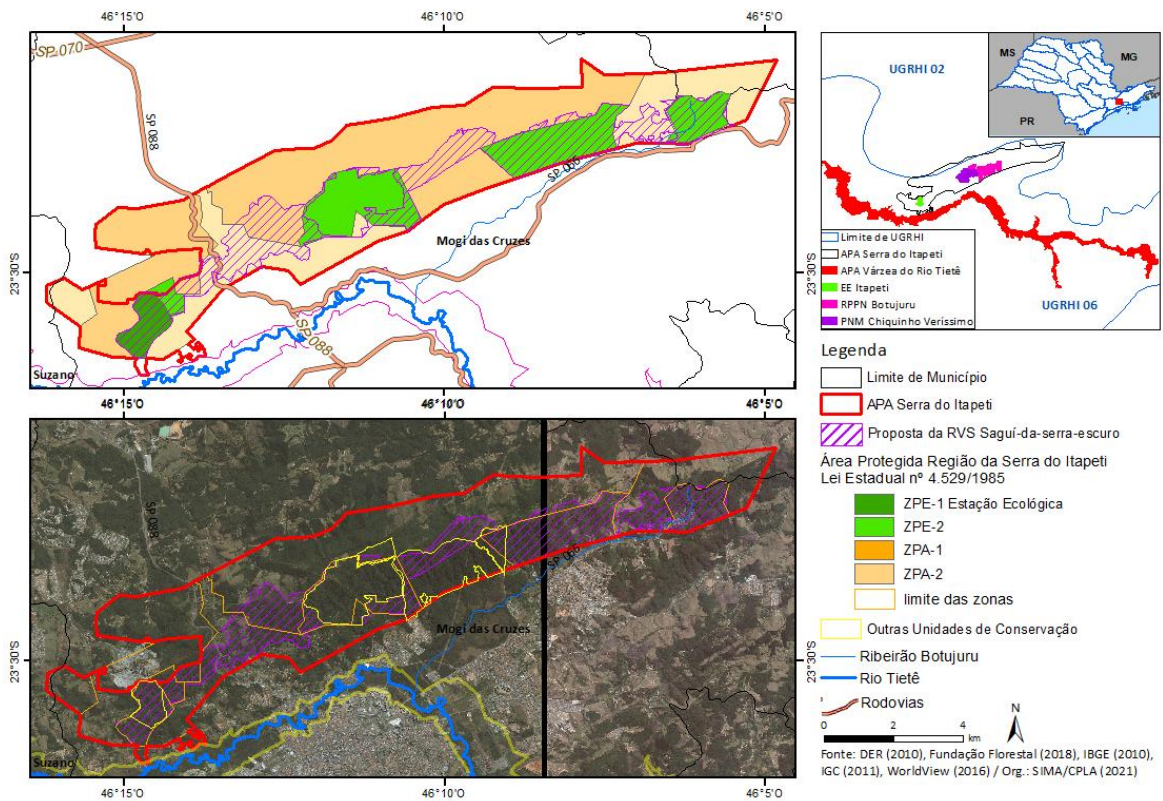 46°15'O 46°10'O 46°5'O
SP 070
SP 088
SP 066
23°30'S
23°30'S
Mogi das Cruzes
SP 088
Suzano
46°15'O 46°10'O 46°5'O
SP 088
SP 066
23°30'S
23°30'S
Mogi das Cruzes
Suzano
46°15'O 46°10'O 46°5'O
UGRHI 02
MS
MG
PR
Limite de UGRHI
APA Serra do Itapeti
APA Várzea do Rio Tietê
EE Itapeti
RPPN Botujuru
PNM Chiquinho Veríssimo
UGRHI 06
Legenda
Limite de Município
APA Serra do Itapeti
Proposta da RVS Saguí-da-serra-escuro
Área Protegida Região da Serra do Itapeti
Lei Estadual nº 4.529/1985
ZPE-1 Estação Ecológica
ZPE-2
ZPA-1
ZPA-2
limite das zonas
Outras Unidades de Conservação
Ribeirão Botujuru
Rio Tietê
Rodovias
N
0 2 4
km
Fonte: DER (2010), Fundação Florestal (2018), IBGE (2010),
IGC (2011), WorldView (2016) / Org.: SIMA/CPLA (2021)